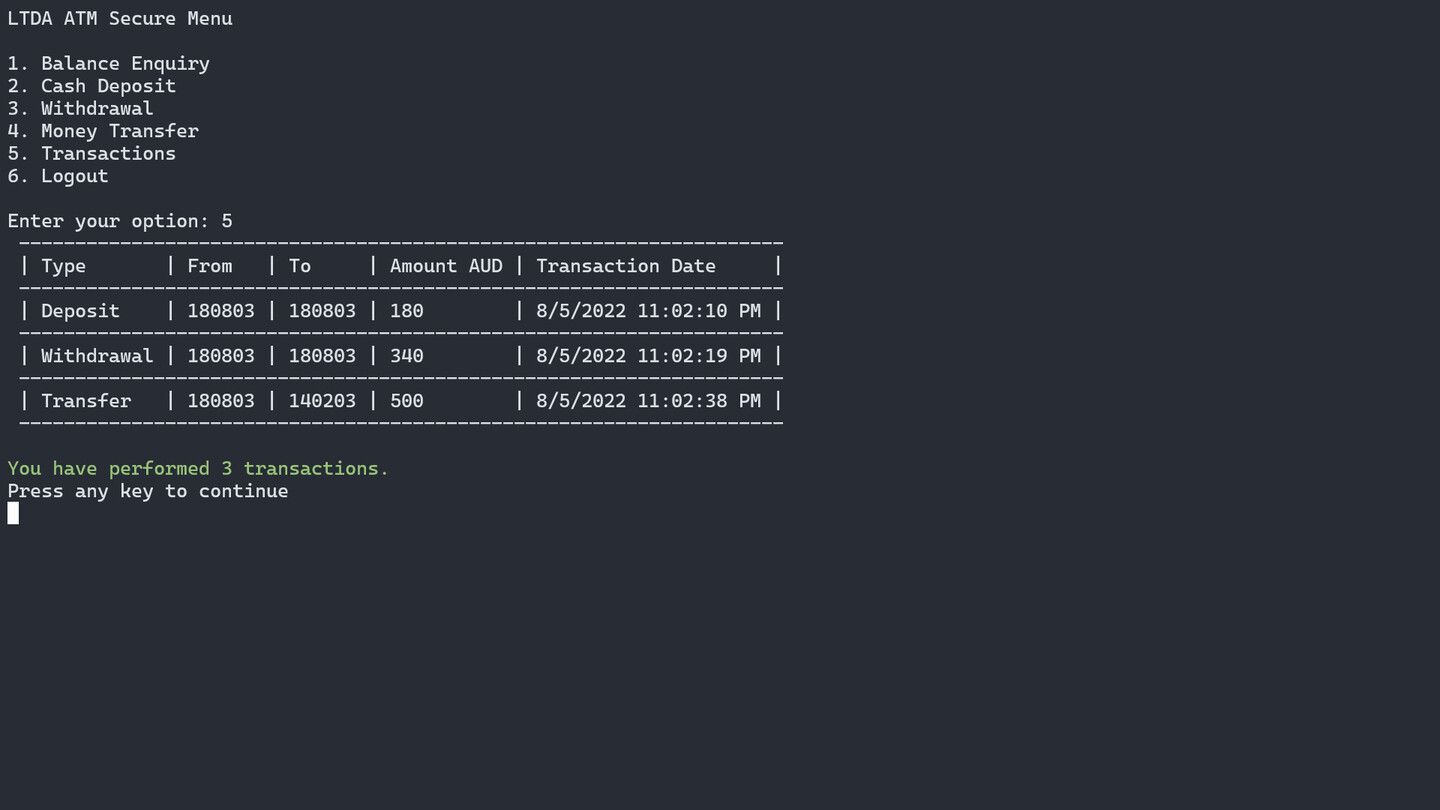 LTDA ATM Secure Menu
1. Balance Enquiry
2. Cash Deposit
3. Withdrawal
4. Money Transfer
5. Transactions
6. Logout
Enter your option: 5
--------------------------------------------------------------------
| Type       | From   | To     | Amount AUD | Transaction Date     |
--------------------------------------------------------------------
| Deposit    | 180803 | 180803 | 180        | 8/5/2022 11:02:10 PM |
--------------------------------------------------------------------
| Withdrawal | 180803 | 180803 | 340        | 8/5/2022 11:02:19 PM |
--------------------------------------------------------------------
| Transfer   | 180803 | 140203 | 500        | 8/5/2022 11:02:38 PM |
--------------------------------------------------------------------
You have performed 3 transactions.
Press any key to continue